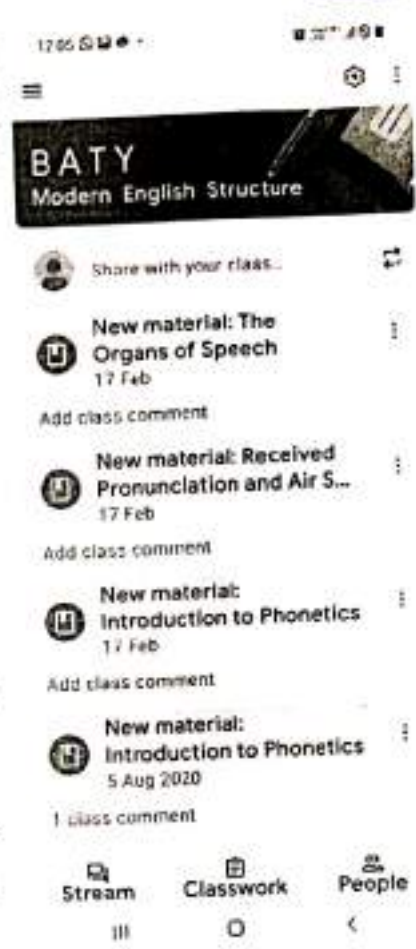 17:05
BATY
Modern English Structure
Share with your class...
New material: The
Organs of Speech
17 Feb
Add class comment
New material: Received
Pronunciation and Air S...
17 Feb
Add class comment
New material:
Introduction to Phonetics
17 Feb
Add class comment
New material:
Introduction to Phonetics
5 Aug 2020
1 class comment
Stream Classwork People